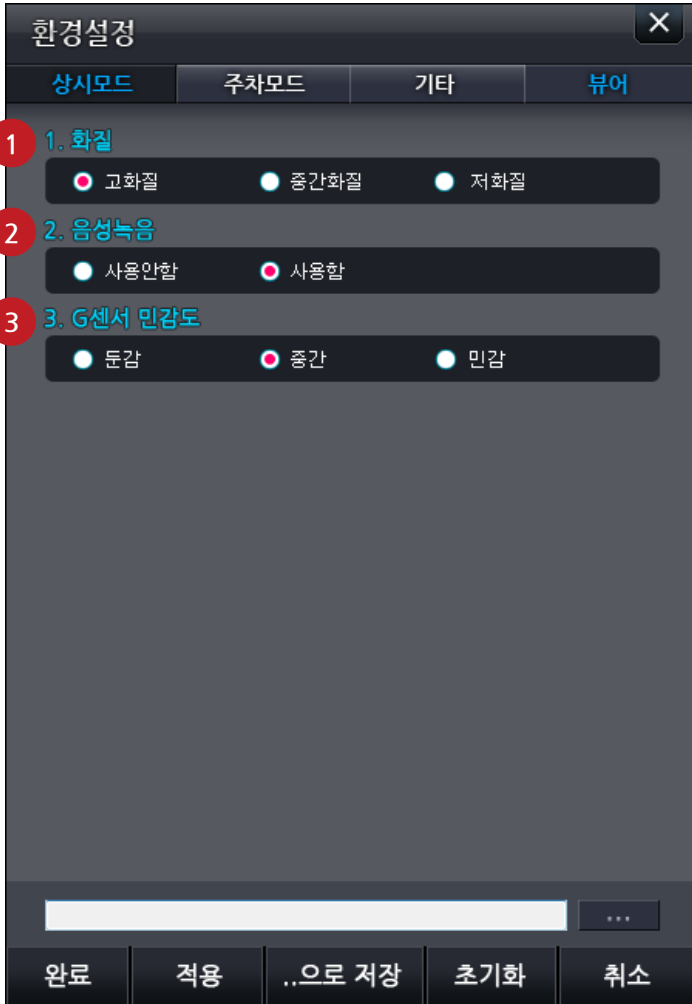 환경설정
상시모드 주차모드 기타 뷰어
1 1. 화질
고화질 중간화질 저화질
2 2. 음성녹음
사용안함 사용함
3 3. G센서 민감도
둔감 중간 민감
...
완료 적용 ..으로 저장 초기화 취소